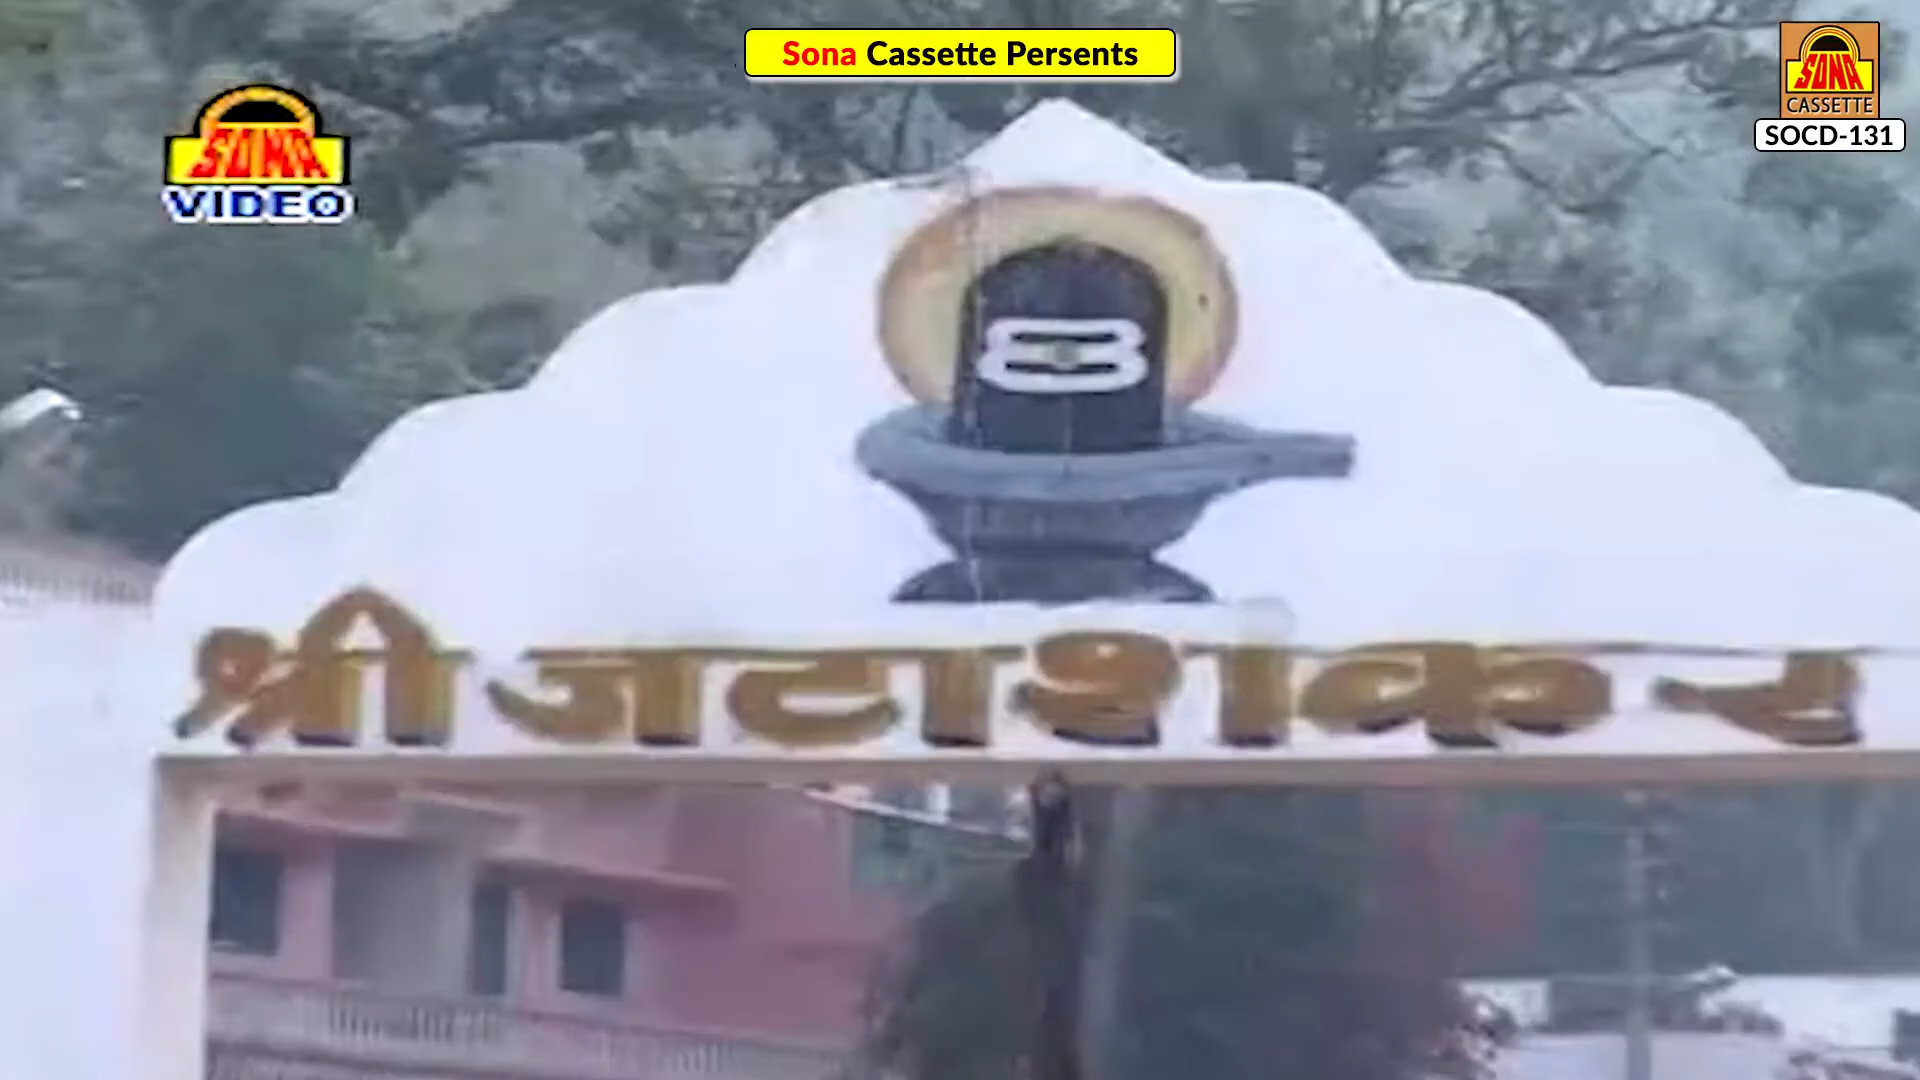 Sona Cassette Persents
SONA
CASSETTE
SOCD-131
SONA
VIDEO
श्री जटाशंकर